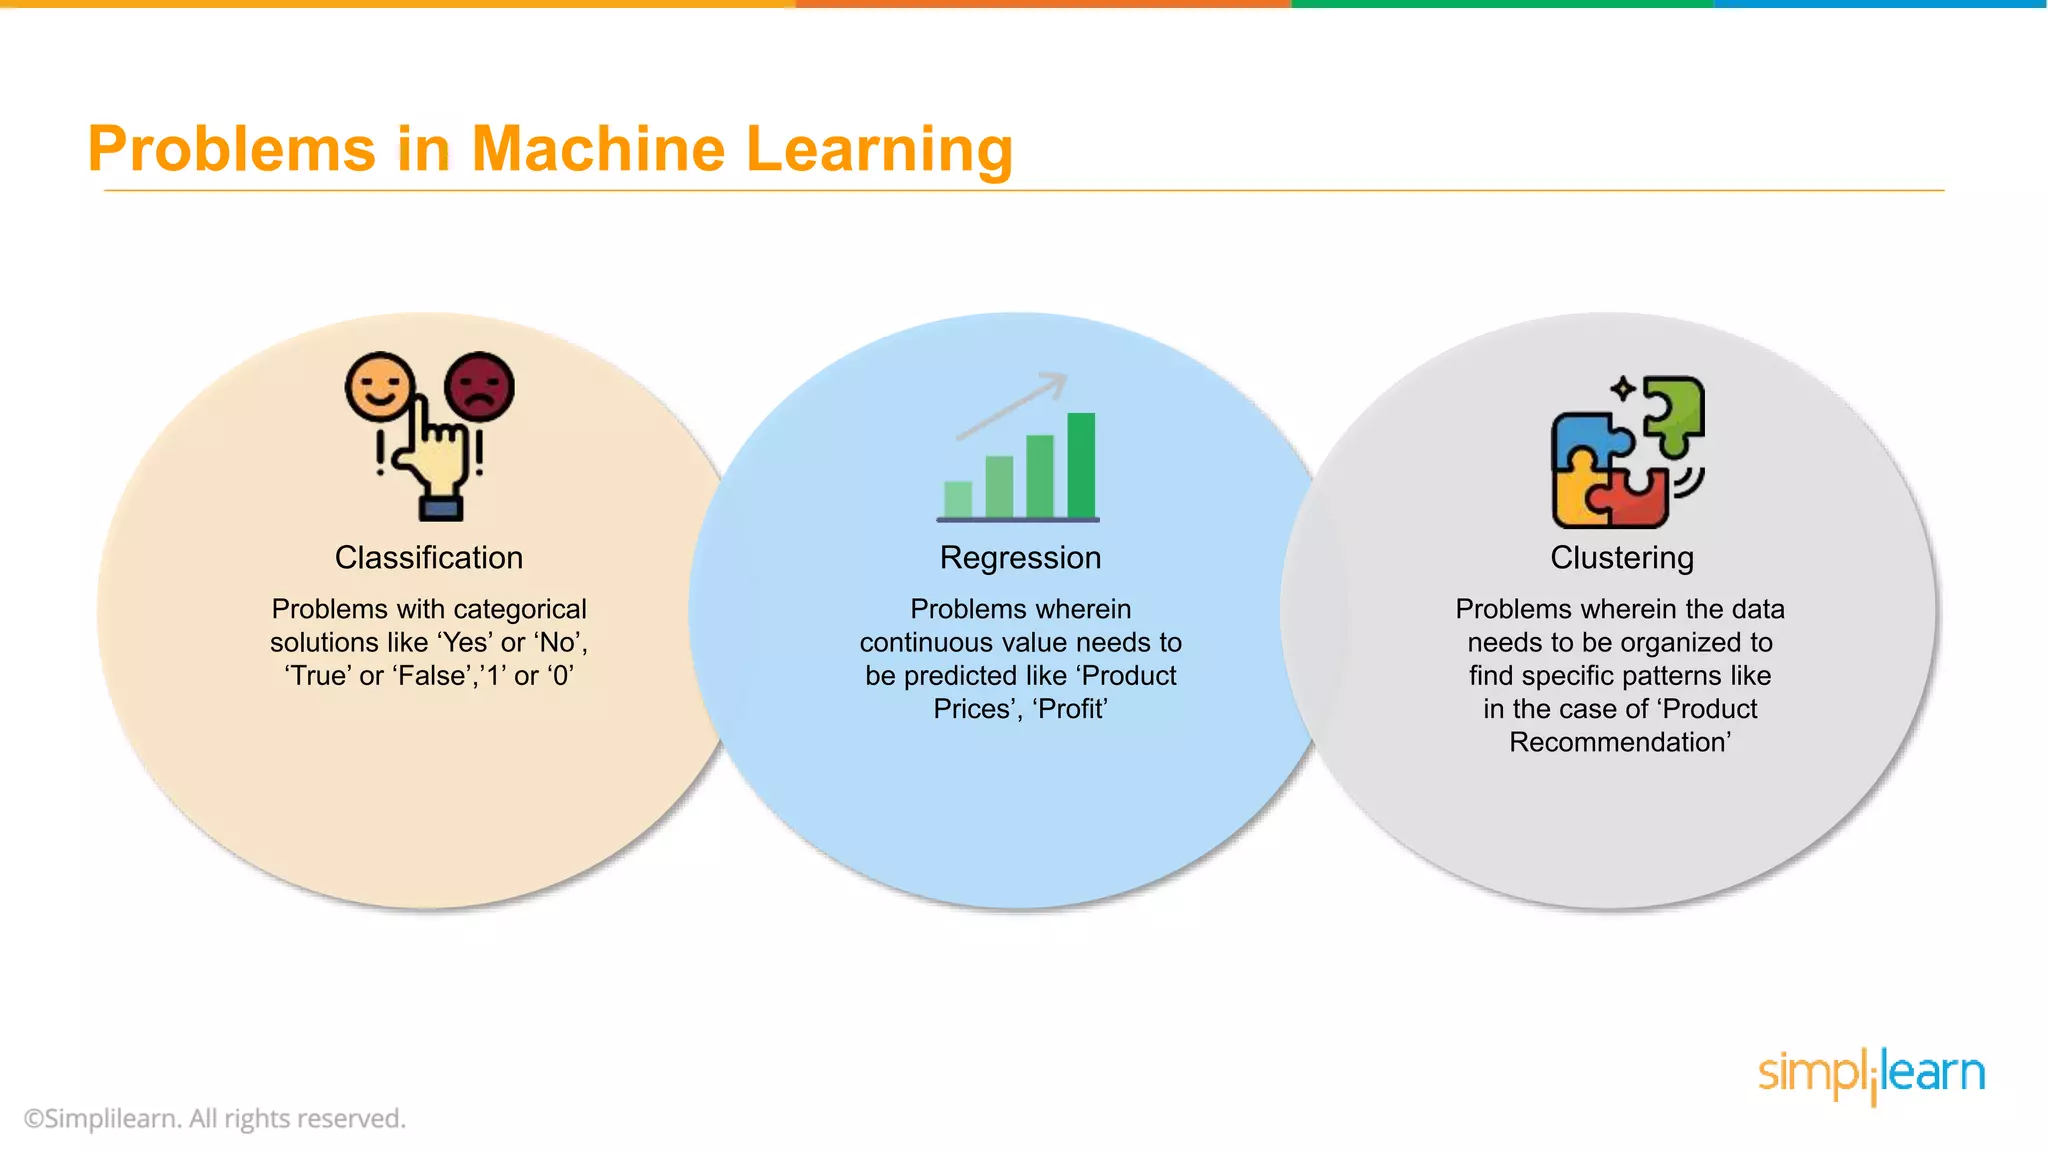 Problems in Machine Learning
Classification
Problems with categorical
solutions like ‘Yes’ or ‘No’,
‘True’ or ‘False’,’1’ or ‘0’
Regression
Problems wherein
continuous value needs to
be predicted like ‘Product
Prices’, ‘Profit’
Clustering
Problems wherein the data
needs to be organized to
find specific patterns like
in the case of ‘Product
Recommendation’
simplilearn
©Simplilearn. All rights reserved.